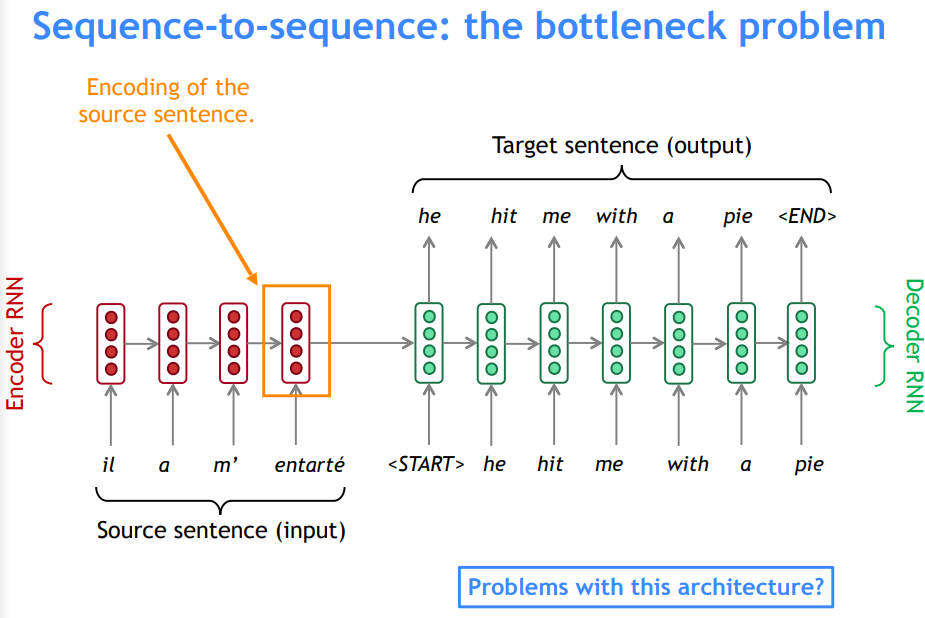 Sequence-to-sequence: the bottleneck problem
Encoding of the
source sentence.
Target sentence (output)
he hit me with a pie <END>
Encoder RNN
Decoder RNN
il a m’ entarté
<START> he hit me with a pie
Source sentence (input)
Problems with this architecture?